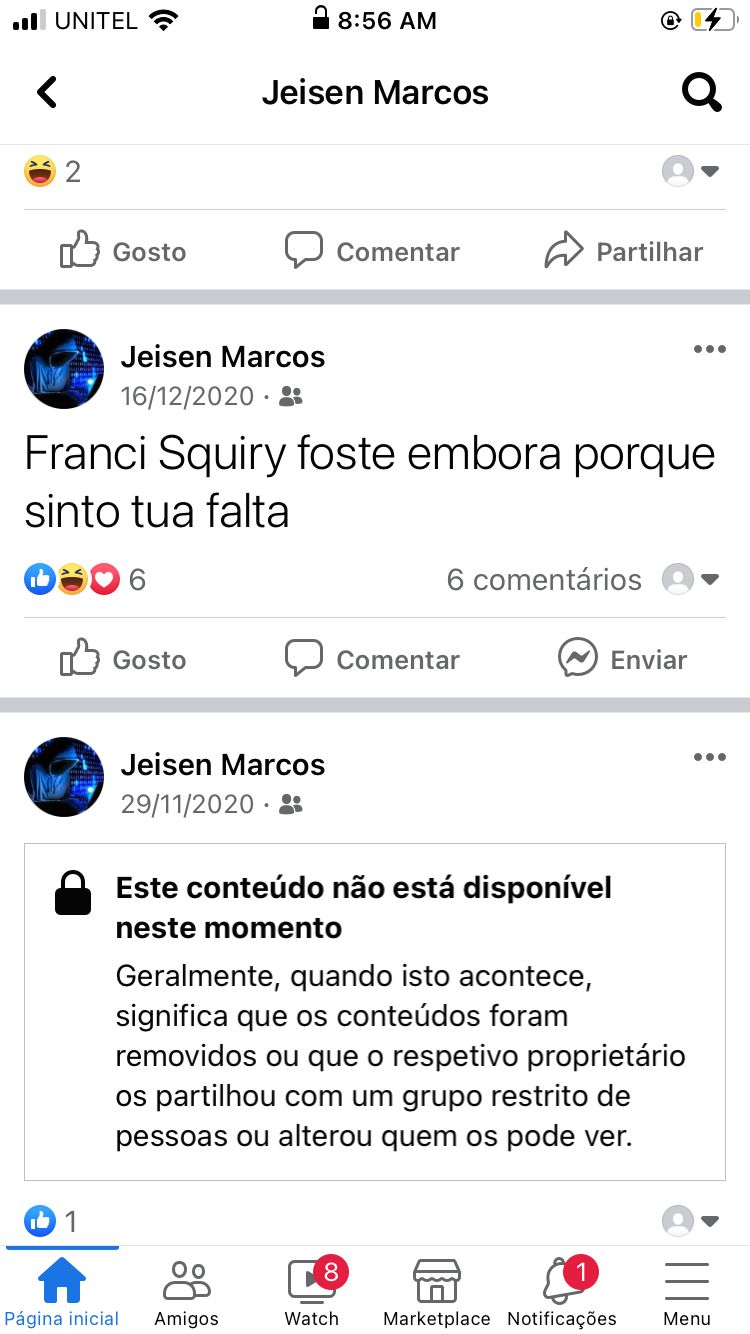 UNITEL 8:56 AM
Jeisen Marcos
2
Gosto Comentar Partilhar
Jeisen Marcos
16/12/2020 ·
Franci Squiry foste embora porque
sinto tua falta
6 6 comentários
Gosto Comentar Enviar
Jeisen Marcos
29/11/2020 ·
Este conteúdo não está disponível
neste momento
Geralmente, quando isto acontece,
significa que os conteúdos foram
removidos ou que o respetivo proprietário
os partilhou com um grupo restrito de
pessoas ou alterou quem os pode ver.
1
8 1
Página inicial Amigos Watch Marketplace Notificações Menu